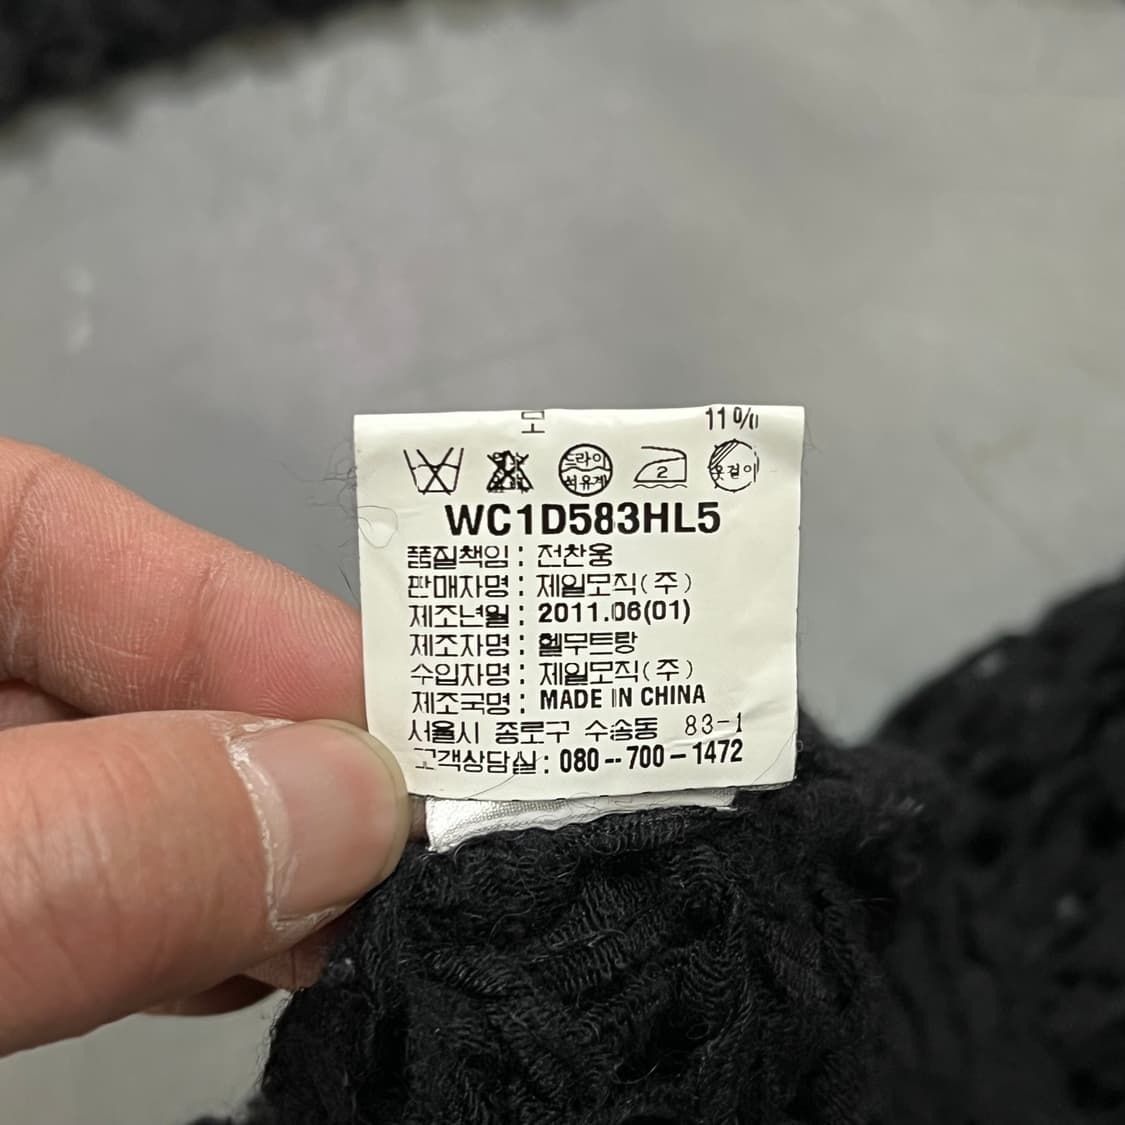 모 11%
드라이 석유계 2 옷걸이
WC1D583HL5
품질책임 : 전찬웅
판매자명 : 제일모직(주)
제조년월 : 2011.06(01)
제조자명 : 헬무트랑
수입자명 : 제일모직(주)
제조국명 : MADE IN CHINA
서울시 종로구 수송동 83-1
고객상담실 : 080--700-1472